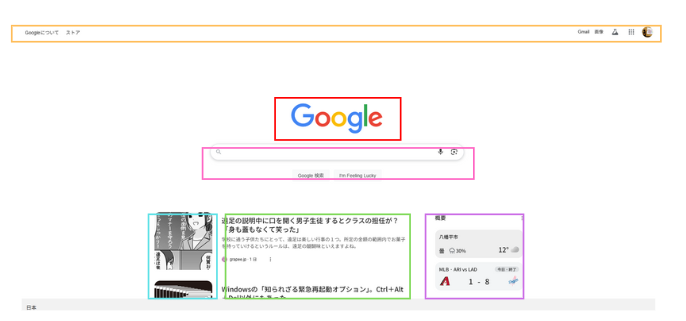 Googleについて ストア
Gmail 画像
Google
Google 検索 I'm Feeling Lucky
遠足の説明中に口を開く男子生徒 するとクラスの担任が？
「身も蓋もなくて笑った」
学校に通う子供たちにとって、遠足は楽しい行事の1つ。所定の金額の範囲内でお菓子
を持っていけるというルールは、遠足の醍醐味といえますよね。
grapee.jp · 1 日
Windowsの「知られざる緊急再起動オプション」。Ctrl+Alt
概要
八幡平市
30% 12°
MLB · ARI vs LAD 今日 · 終了
1 - 8
日本